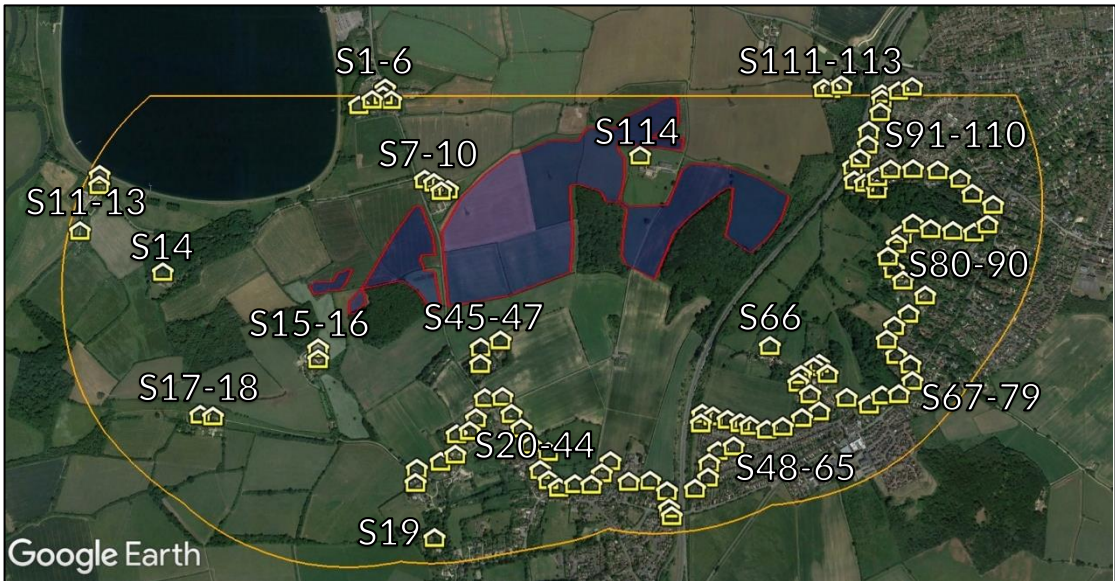 S1-6
S111-113
S114
S91-110
S7-10
S11-13
S14
S80-90
S15-16
S45-47
S66
S17-18
S67-79
S20-44
S48-65
S19
Google Earth